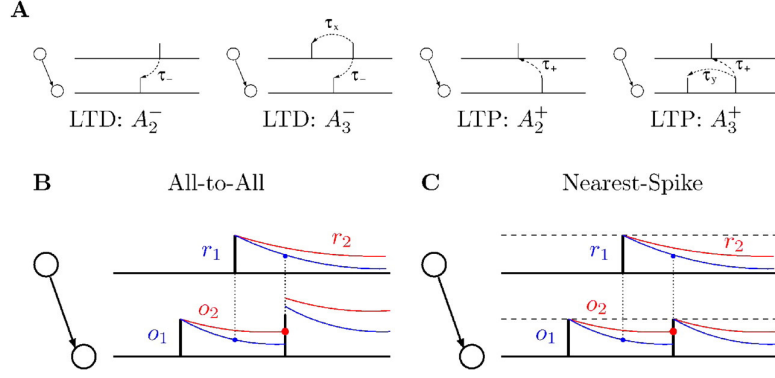 A
τx
τ−
τ−
τ+
τy τ+
LTD: A₂⁻ LTD: A₃⁻ LTP: A₂⁺ LTP: A₃⁺
B All-to-All C Nearest-Spike
r₁ r₂ r₁ r₂
o₁ o₂ o₁ o₂